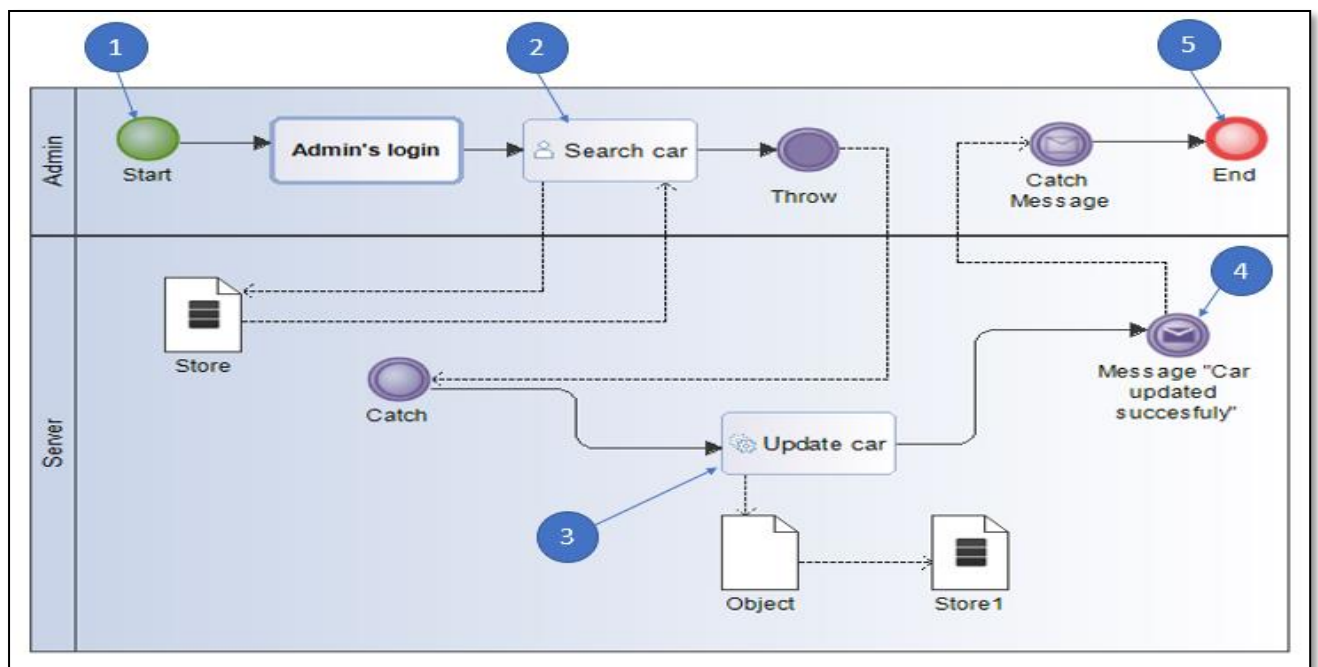 1
2
5
Admin
Start
Admin's login
Search car
Throw
Catch
Message
End
4
Server
Store
Catch
Message "Car
updated
succesfuly"
Update car
3
Object
Store1